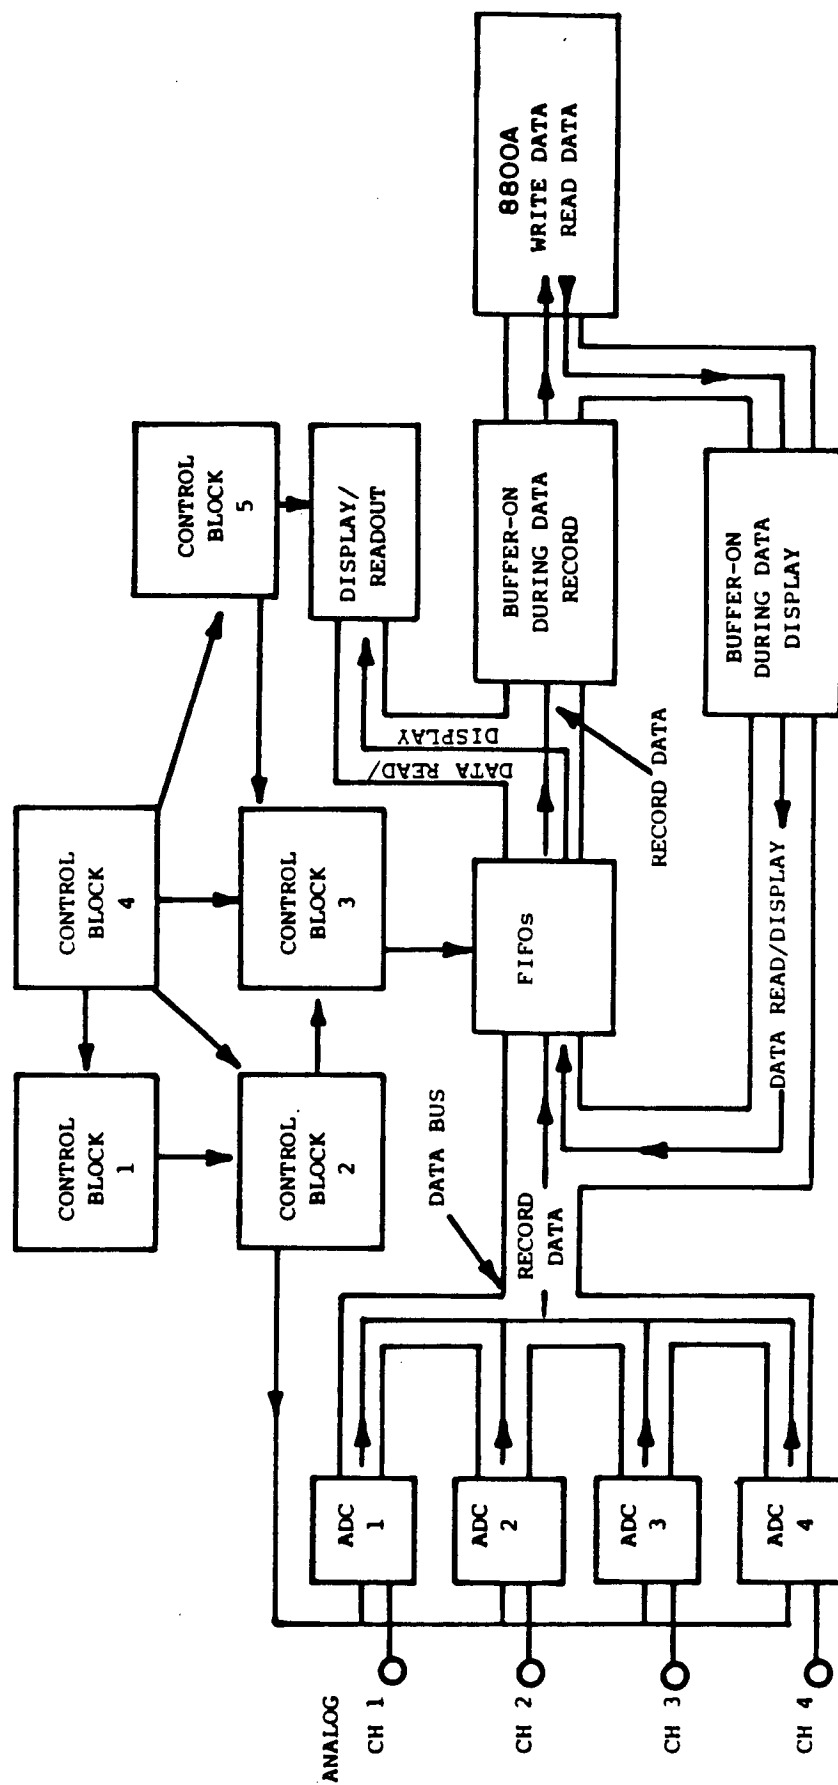 CONTROL
BLOCK
1
CONTROL
BLOCK
4
CONTROL
BLOCK
2
CONTROL
BLOCK
3
CONTROL
BLOCK
5
DISPLAY/
READOUT
DATA READ/
DISPLAY
ANALOG
CH 1
CH 2
CH 3
CH 4
ADC
1
ADC
2
ADC
3
ADC
4
DATA BUS
RECORD
DATA
FIFOs
RECORD DATA
BUFFER-ON
DURING DATA
RECORD
8800A
WRITE DATA
READ DATA
DATA READ/DISPLAY
BUFFER-ON
DURING DATA
DISPLAY